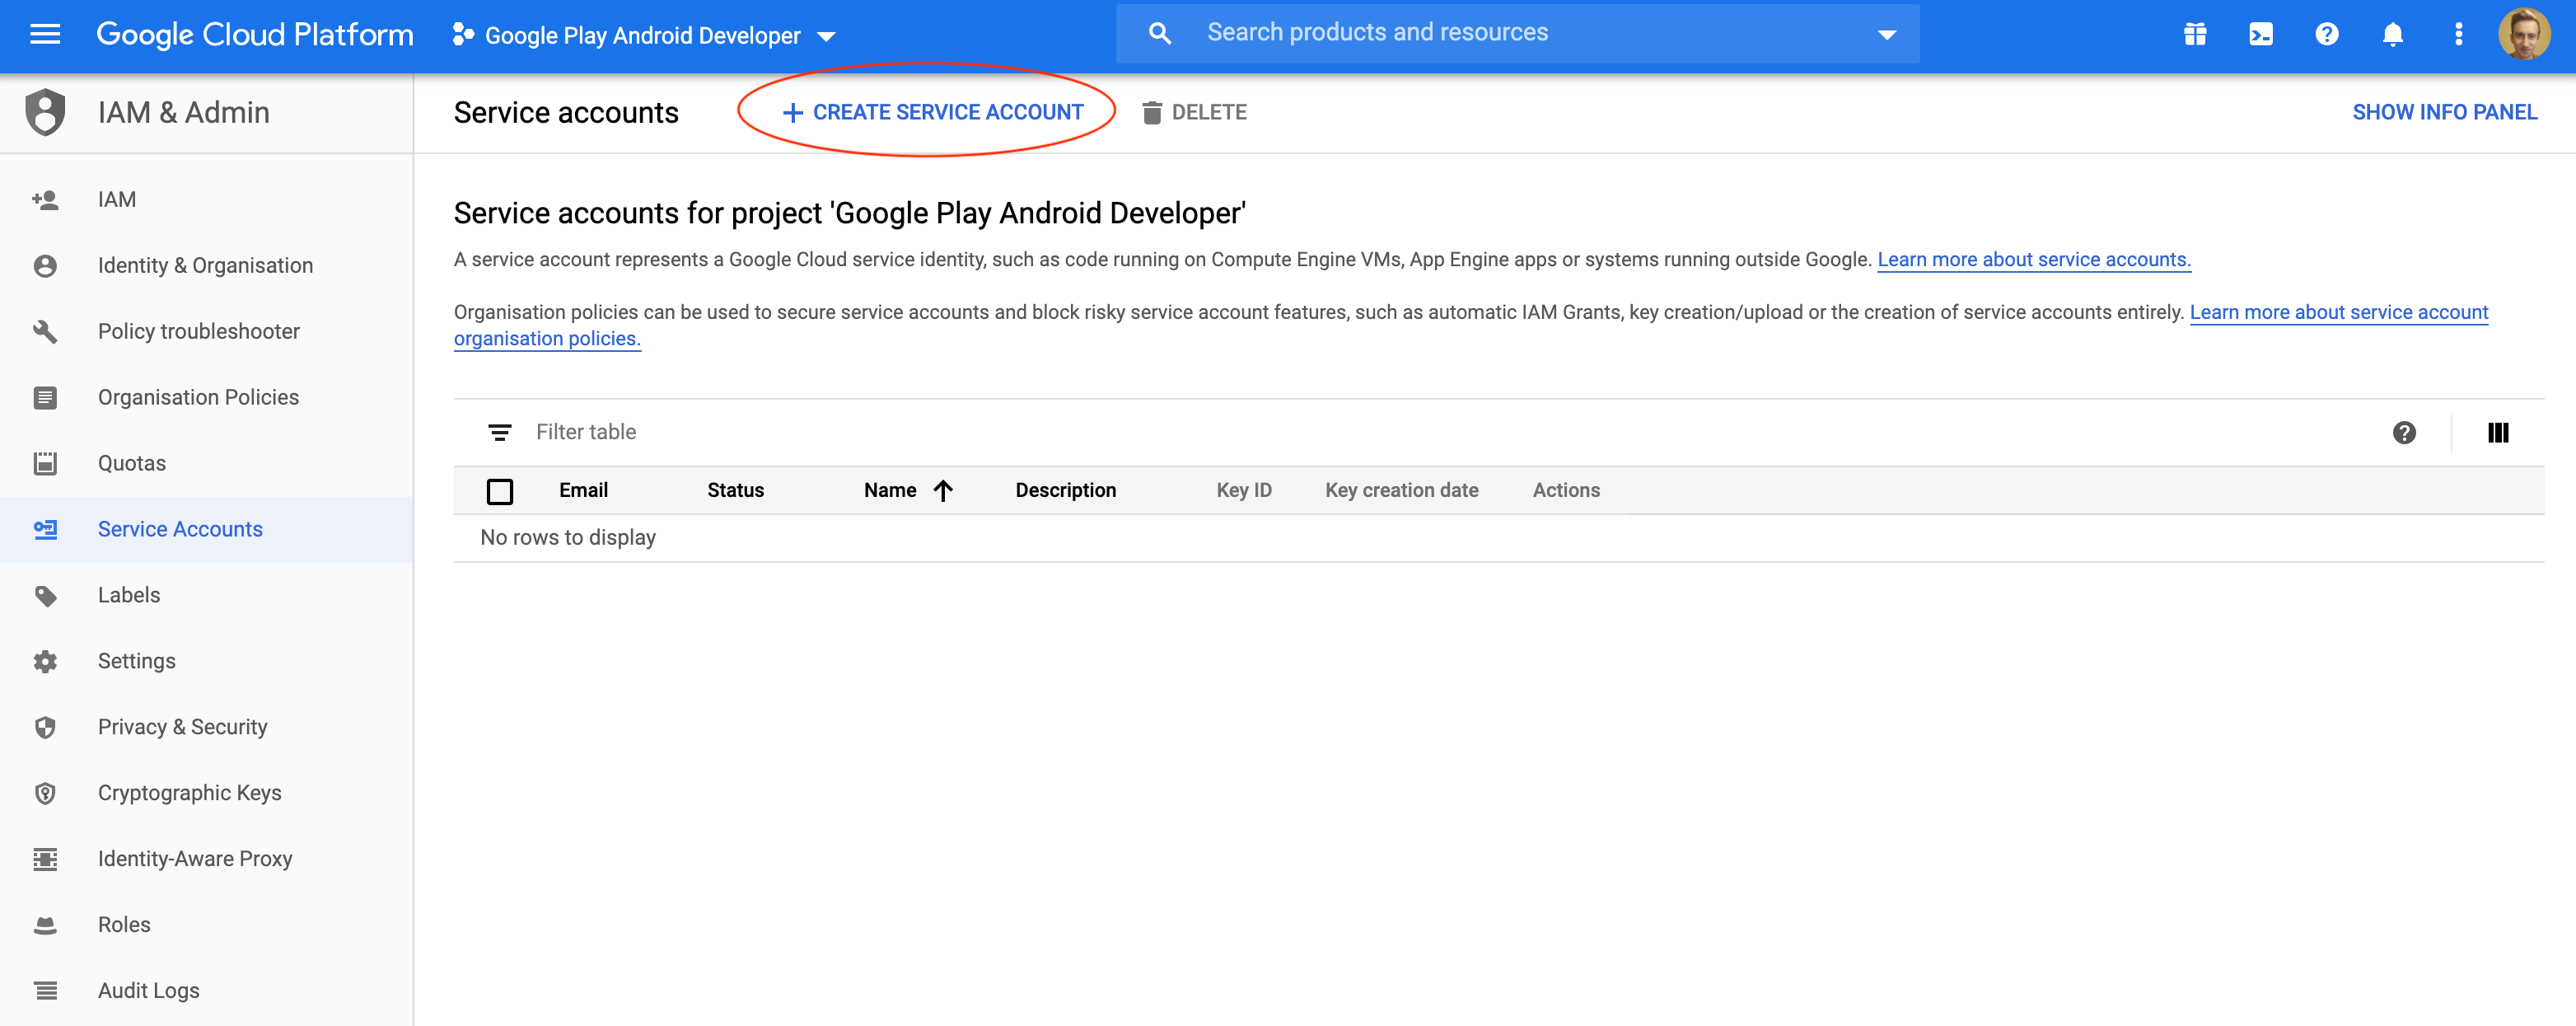 Google Cloud Platform
Google Play Android Developer
Search products and resources
IAM & Admin
Service accounts
CREATE SERVICE ACCOUNT
DELETE
SHOW INFO PANEL
IAM
Identity & Organisation
Policy troubleshooter
Organisation Policies
Quotas
Service Accounts
Labels
Settings
Privacy & Security
Cryptographic Keys
Identity-Aware Proxy
Roles
Audit Logs
Service accounts for project 'Google Play Android Developer'
A service account represents a Google Cloud service identity, such as code running on Compute Engine VMs, App Engine apps or systems running outside Google. Learn more about service accounts.
Organisation policies can be used to secure service accounts and block risky service account features, such as automatic IAM Grants, key creation/upload or the creation of service accounts entirely. Learn more about service account
organisation policies.
Filter table
Email Status Name Description Key ID Key creation date Actions
No rows to display